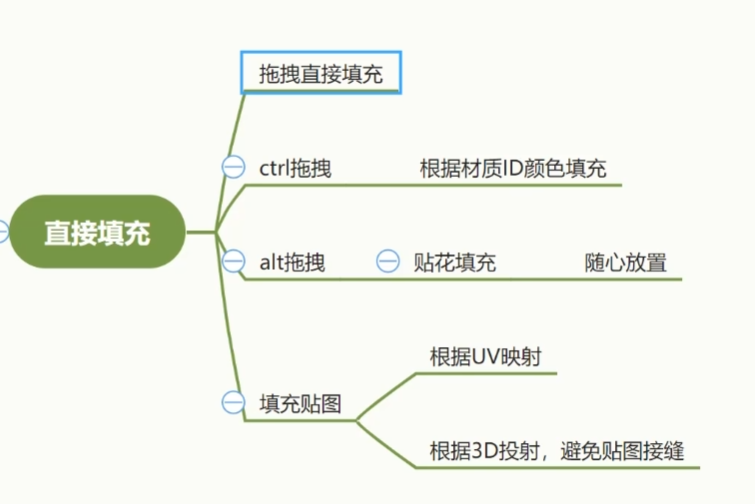 拖拽直接填充
ctrl拖拽 根据材质ID颜色填充
直接填充
alt拖拽 贴花填充 随心放置
根据UV映射
填充贴图
根据3D投射，避免贴图接缝